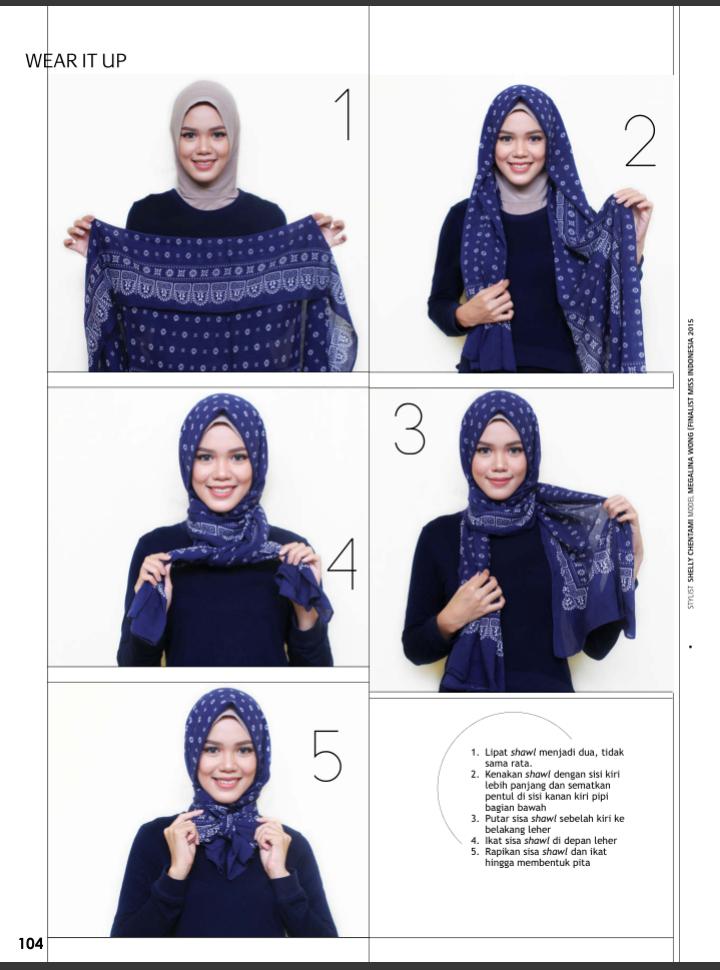 WEAR IT UP
1
2
3
4
5
1. Lipat shawl menjadi dua, tidak
sama rata.
2. Kenakan shawl dengan sisi kiri
lebih panjang dan sematkan
pentul di sisi kanan kiri pipi
bagian bawah
3. Putar sisa shawl sebelah kiri ke
belakang leher
4. Ikat sisa shawl di depan leher
5. Rapikan sisa shawl dan ikat
hingga membentuk pita
STYLIST SHELLY CHENTAMI MODEL MEGALINA WONG (FINALIST MISS INDONESIA 2015
104